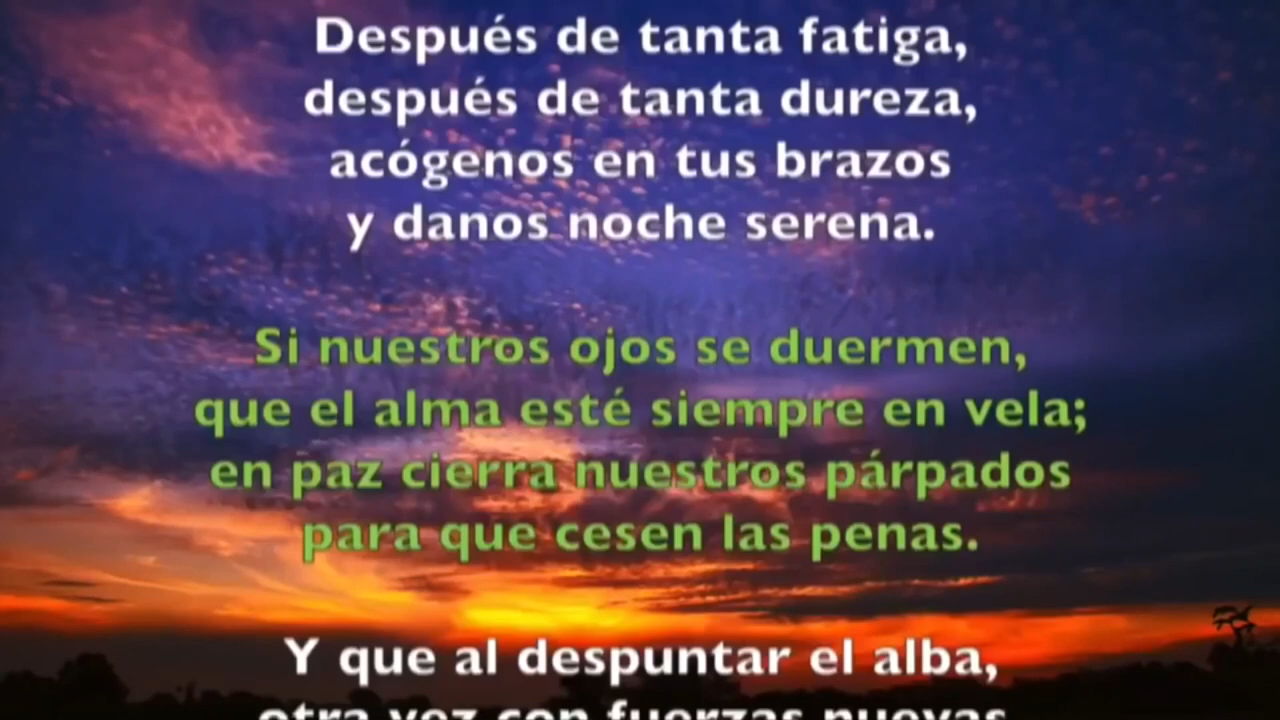 Después de tanta fatiga,
después de tanta dureza,
acógenos en tus brazos
y danos noche serena.
Si nuestros ojos se duermen,
que el alma esté siempre en vela;
en paz cierra nuestros párpados
para que cesen las penas.
Y que al despuntar el alba,
otra vez con fuerzas nuevas